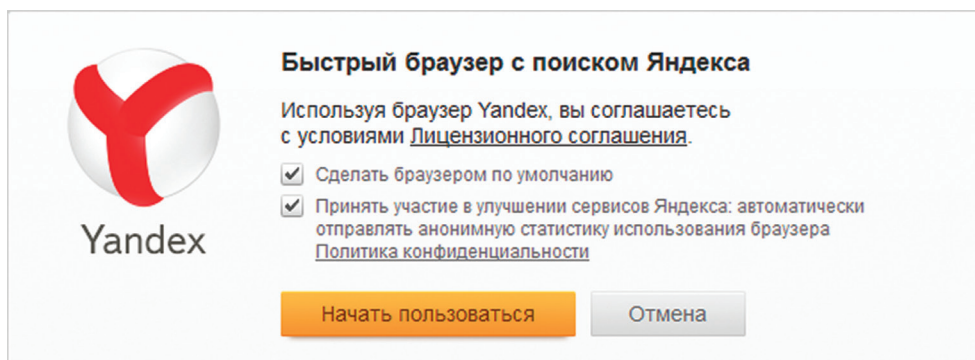 Быстрый браузер с поиском Яндекса
Используя браузер Yandex, вы соглашаетесь
с условиями Лицензионного соглашения.
Сделать браузером по умолчанию
Принять участие в улучшении сервисов Яндекса: автоматически
отправлять анонимную статистику использования браузера
Политика конфиденциальности
Yandex
Начать пользоваться
Отмена